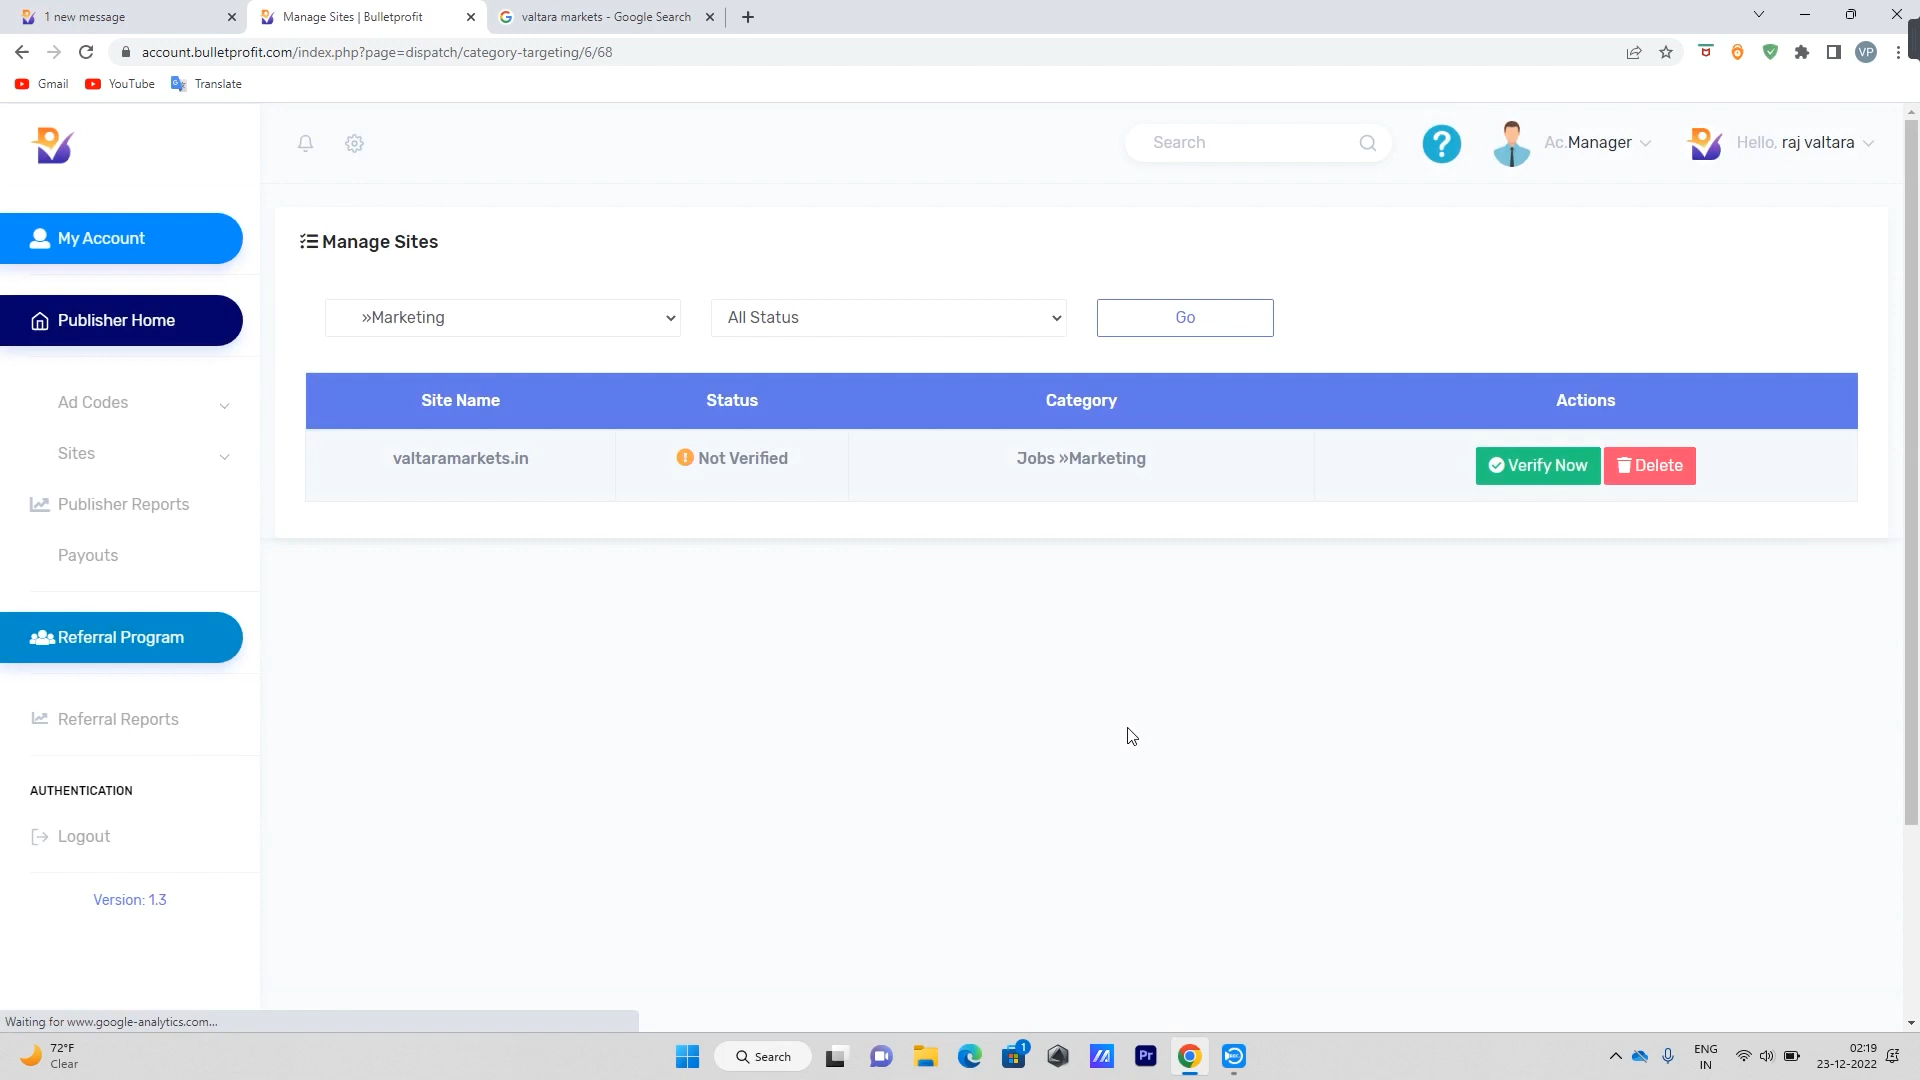 1 new message
Manage Sites | Bulletprofit
valtara markets - Google Search
account.bulletprofit.com/index.php?page=dispatch/category-targeting/6/68
VP
Gmail
YouTube
Translate
Search
?
Ac.Manager
Hello, raj valtara
My Account
Publisher Home
Ad Codes
Sites
Publisher Reports
Payouts
Referral Program
Referral Reports
AUTHENTICATION
Logout
Version: 1.3
Manage Sites
»Marketing
All Status
Go
Site Name Status Category Actions
valtaramarkets.in Not Verified Jobs »Marketing Verify Now Delete
Waiting for www.google-analytics.com...
72°F
Clear
Search
1
Pr
ENG
IN
02:19
23-12-2022